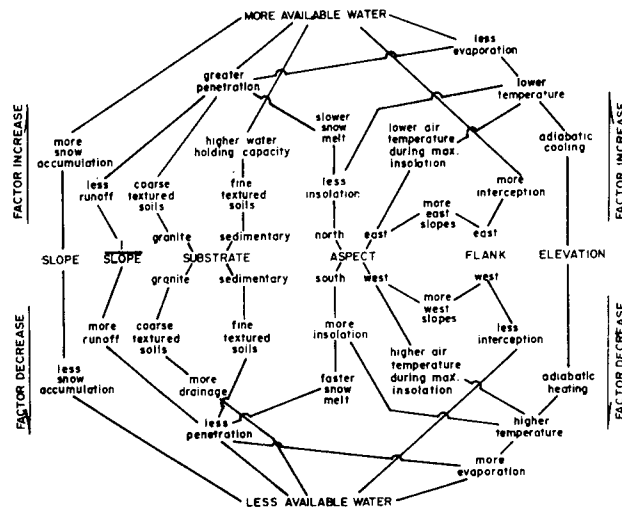 MORE AVAILABLE WATER
less
evaporation
greater
penetration
lower
temperature
slower
snow
melt
FACTOR INCREASE
FACTOR INCREASE
more
snow
accumulation
higher water
holding capacity
lower air
temperature
during max.
insolation
adiabatic
cooling
less
runoff
coarse
textured
soils
fine
textured
soils
less
insolation
more
interception
more
east
slopes
granite
sedimentary
north
east
east
SLOPE
SLOPE
SUBSTRATE
ASPECT
FLANK
ELEVATION
granite
sedimentary
south
west
west
more
west
slopes
more
runoff
coarse
textured
soils
fine
textured
soils
more
insolation
less
interception
FACTOR DECREASE
FACTOR DECREASE
less
snow
accumulation
more
drainage
faster
snow
melt
higher air
temperature
during max.
insolation
adiabatic
heating
less
penetration
higher
temperature
more
evaporation
LESS AVAILABLE WATER